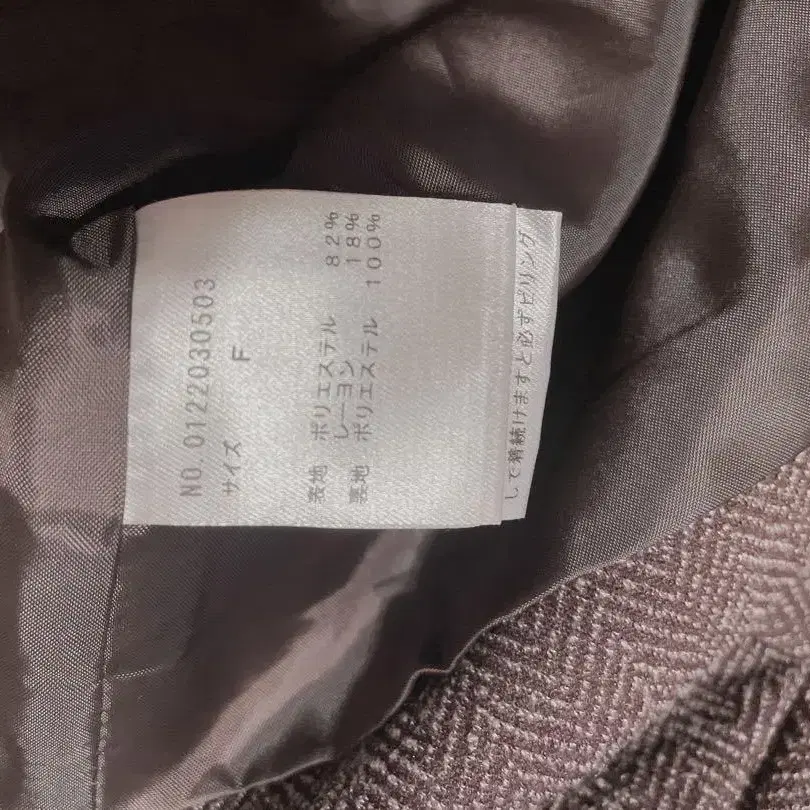 NO. 0122030503
サイズ F
表地 ポリエステル 82%
レーヨン 18%
裏地 ポリエステル 100%
して着続けますと必ずピリング